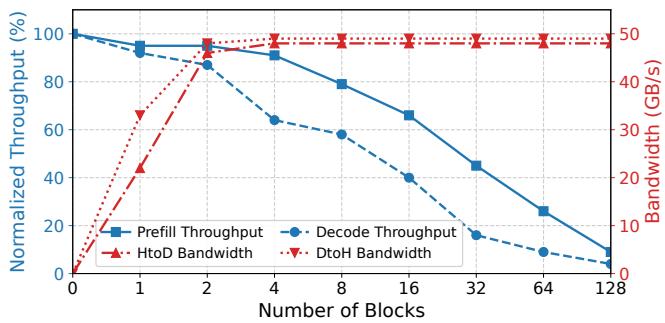 Normalized Throughput (%)
100
80
60
40
20
0
50
40
30
20
10
0
Bandwidth (GB/s)
Prefill Throughput
Decode Throughput
HtoD Bandwidth
DtoH Bandwidth
0 1 2 4 8 16 32 64 128
Number of Blocks